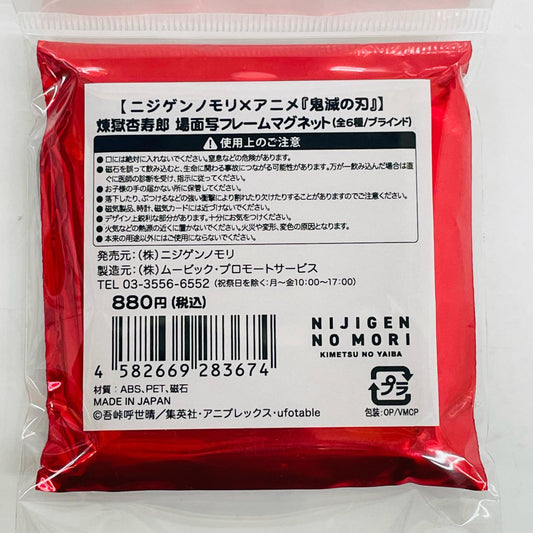 【ニジゲンノモリ×アニメ『鬼滅の刃』】
煉獄杏寿郎 場面写フレームマグネット(全6種/ブラインド)
使用上のご注意
●口には絶対に入れないでください。窒息などの危険があります。
●磁石を誤って飲み込むと、生命に関わる事故につながる可能性があります。万が一飲み込んだ場合は直ぐに医師の診断を受け、指示に従ってください。
●お子様の手の届かない所に保管してください。
●落下したり、ぶつけるなどの強い衝撃により割れたり欠けたりすることがありますのでご注意ください。
●磁気製品、時計、磁気カードには近づけないでください。
●デザイン上鋭利な部分があります。十分にお気をつけください。
●火気などの熱源の近くに置かないでください。火災や変形、変色の原因となります。
●本来の用途以外にはご使用にならないでください。
発売元:(株)ニジゲンノモリ
製造元:(株)ムービック・プロモートサービス
TEL 03-3556-6552 (祝祭日を除く:月~金10:00~17:00)
880円(税込)
4 582669 283674
NIJIGEN
NO MORI
KIMETSU NO YAIBA
材質:ABS、PET、磁石
MADE IN JAPAN
プラ
包装:OP/VMCP
©吾峠呼世晴/集英社・アニプレックス・ufotable